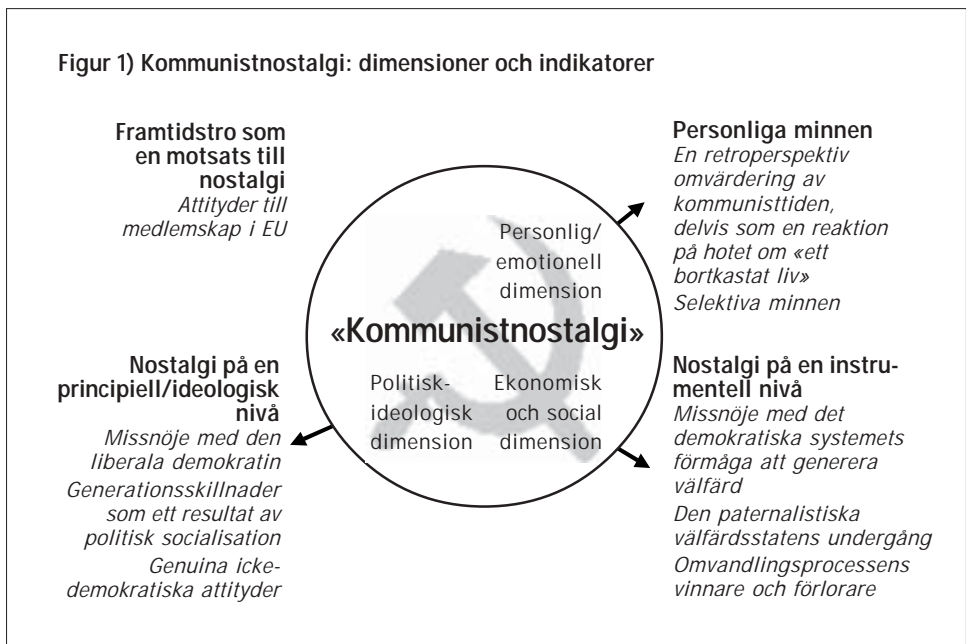 Figur 1) Kommunistnostalgi: dimensioner och indikatorer
Framtidstro som
en motsats till
nostalgi
Attityder till
medlemskap i EU
Personliga minnen
En retroperspektiv
omvärdering av
kommunisttiden,
delvis som en reaktion
på hotet om «ett
bortkastat liv»
Selektiva minnen
Personlig/
emotionell
dimension
«Kommunistnostalgi»
Politisk-
ideologisk
dimension
Ekonomisk
och social
dimension
Nostalgi på en
principiell/ideologisk
nivå
Missnöje med den
liberala demokratin
Generationsskillnader
som ett resultat av
politisk socialisation
Genuina icke-
demokratiska attityder
Nostalgi på en instru-
mentell nivå
Missnöje med det
demokratiska systemets
förmåga att generera
välfärd
Den paternalistiska
välfärdsstatens undergång
Omvandlingsprocessens
vinnare och förlorare